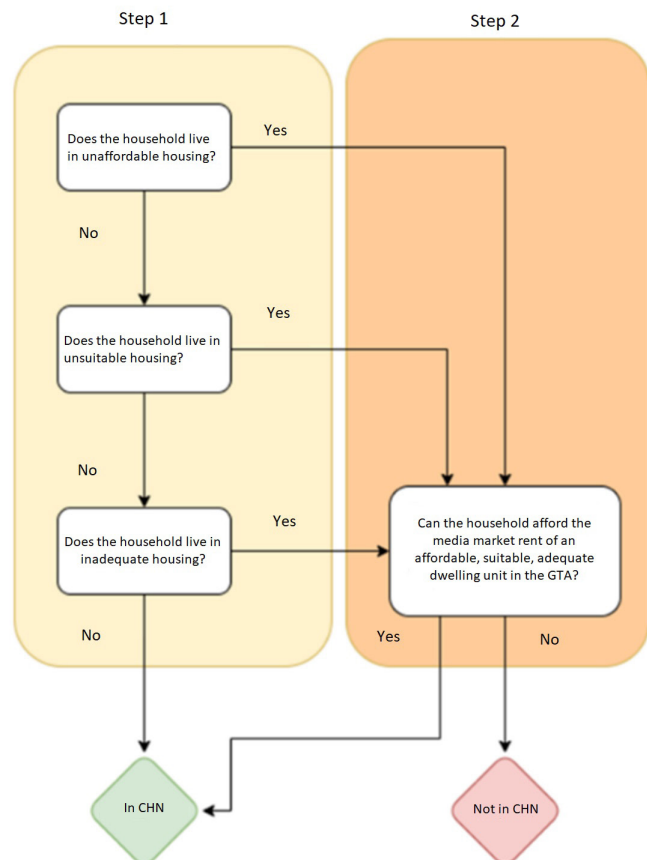 Step 1
Step 2
Does the household live
in unaffordable housing?
Yes
No
Does the household live in
unsuitable housing?
Yes
No
Does the household live in
inadequate housing?
Yes
Can the household afford the
media market rent of an
affordable, suitable, adequate
dwelling unit in the GTA?
No
Yes
No
In CHN
Not in CHN